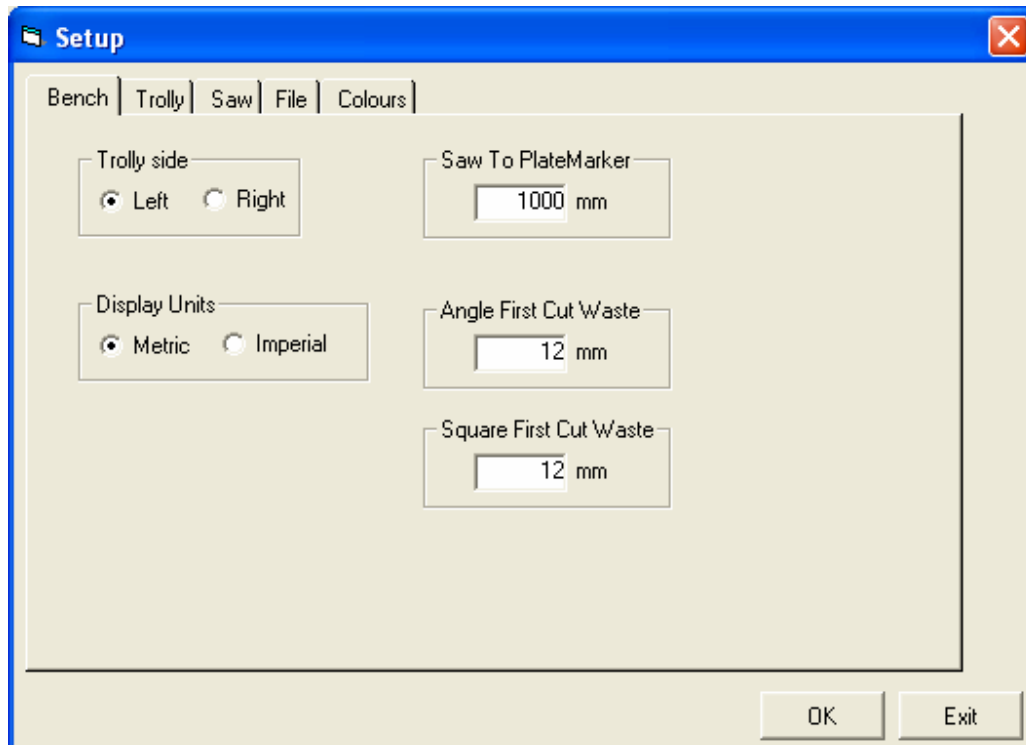 Setup
Bench Trolly Saw File Colours
Trolly side
Left Right
Saw To PlateMarker
1000 mm
Display Units
Metric Imperial
Angle First Cut Waste
12 mm
Square First Cut Waste
12 mm
OK Exit